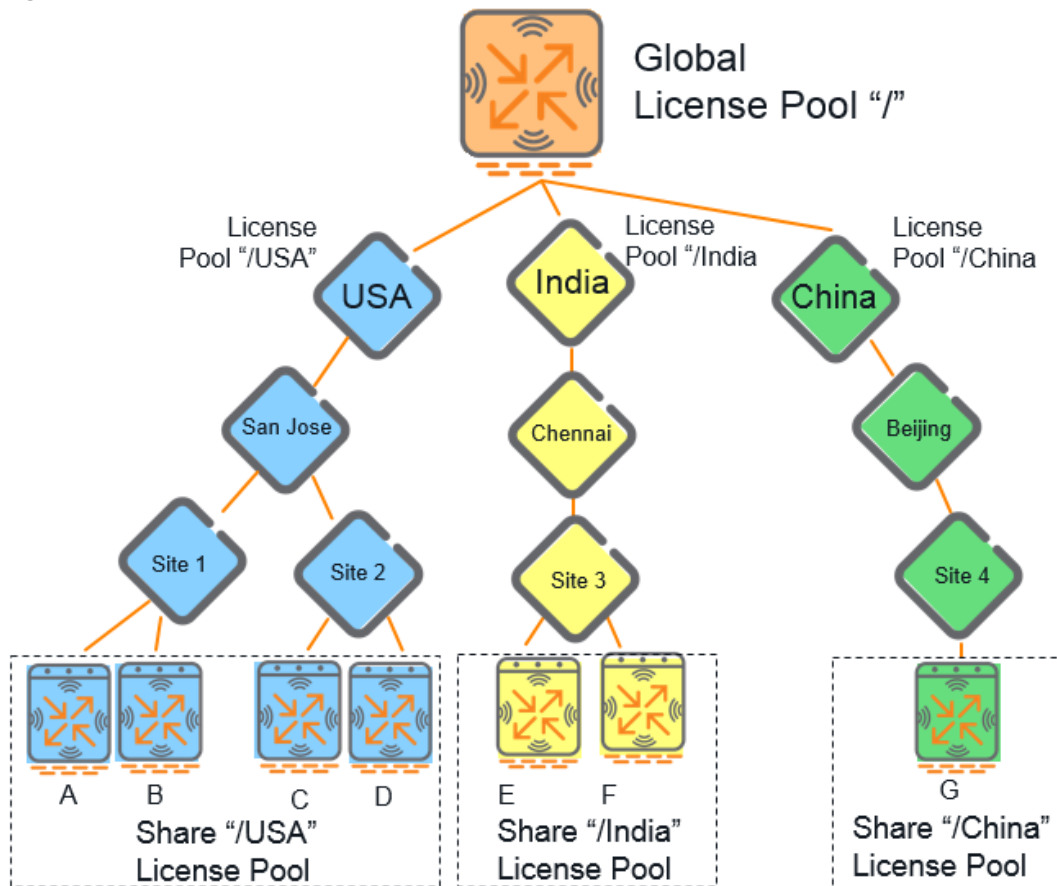 Global
License Pool “/”
License
Pool “/USA”
License
Pool “/India
License
Pool “/China
USA
India
China
San Jose
Chennai
Beijing
Site 1
Site 2
Site 3
Site 4
A
B
C
D
E
F
G
Share “/USA”
License Pool
Share “/India”
License Pool
Share “/China”
License Pool